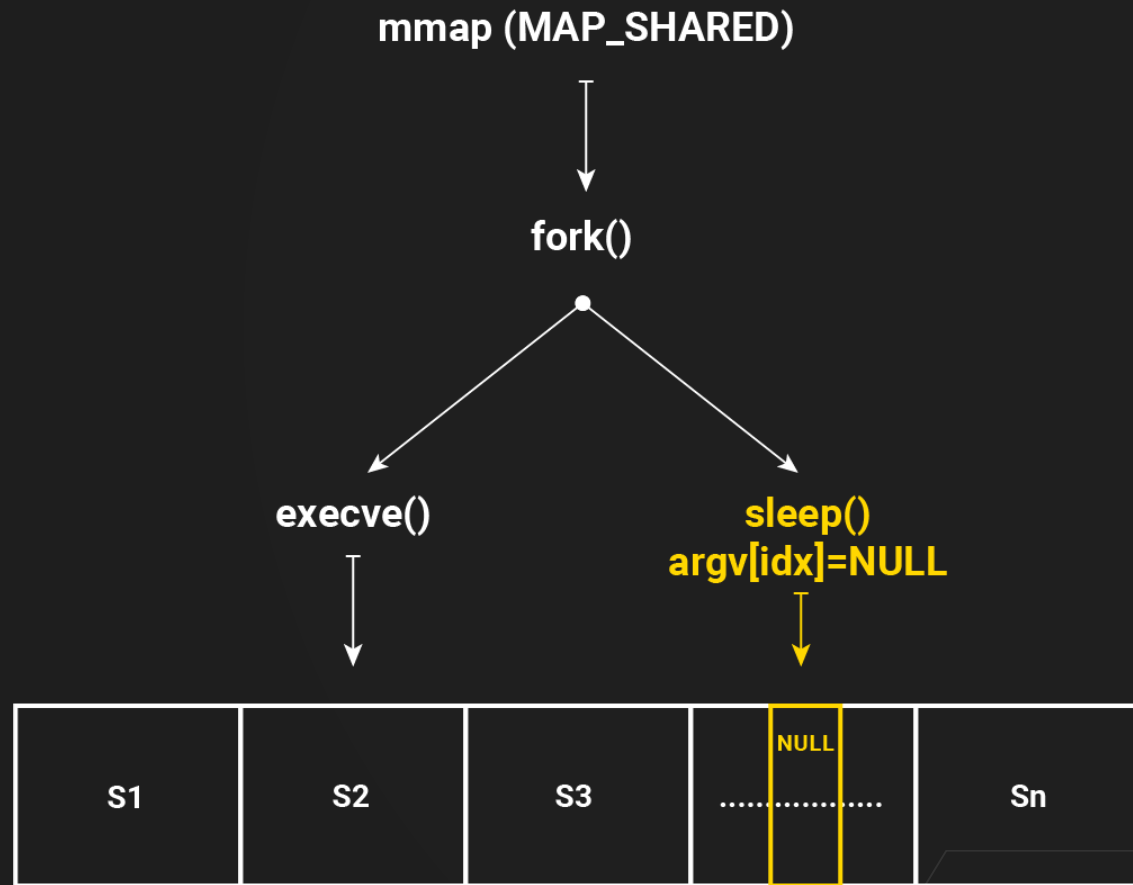 mmap (MAP_SHARED)
fork()
execve()
sleep()
argv[idx]=NULL
NULL
S1
S2
S3
..................
Sn